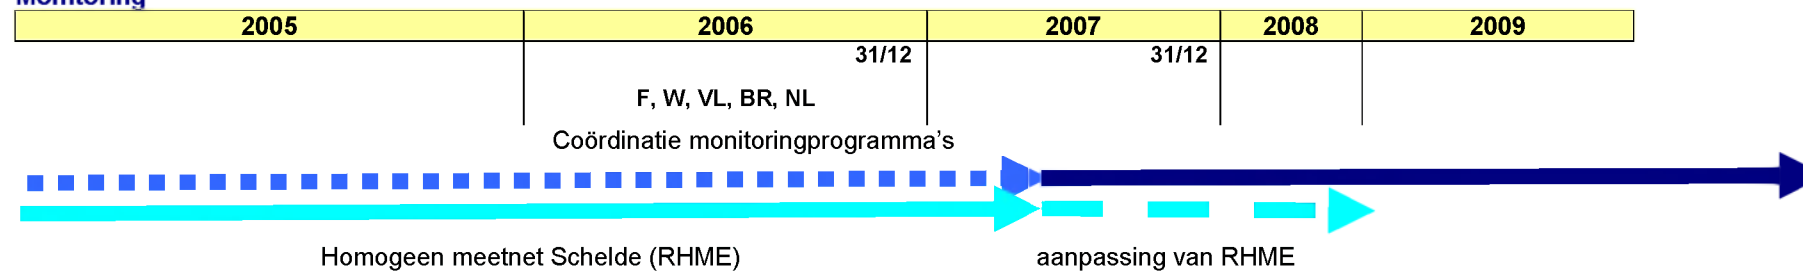 Monitoring
2005 2006 2007 2008 2009
31/12 31/12
F, W, VL, BR, NL
Coördinatie monitoringprogramma's
Homogeen meetnet Schelde (RHME) aanpassing van RHME